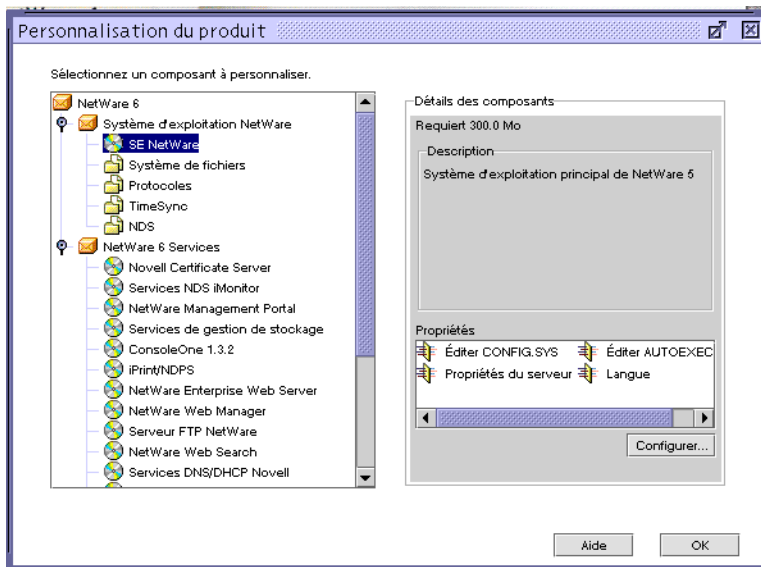 Personnalisation du produit
Sélectionnez un composant à personnaliser.
NetWare 6
Système d'exploitation NetWare
SE NetWare
Système de fichiers
Protocoles
TimeSync
NDS
NetWare 6 Services
Novell Certificate Server
Services NDS iMonitor
NetWare Management Portal
Services de gestion de stockage
ConsoleOne 1.3.2
iPrint/NDPS
NetWare Enterprise Web Server
NetWare Web Manager
Serveur FTP NetWare
NetWare Web Search
Services DNS/DHCP Novell
Détails des composants
Requiert 300.0 Mo
Description
Système d'exploitation principal de NetWare 5
Propriétés
Éditer CONFIG.SYS Éditer AUTOEXEC
Propriétés du serveur Langue
Configurer...
Aide OK